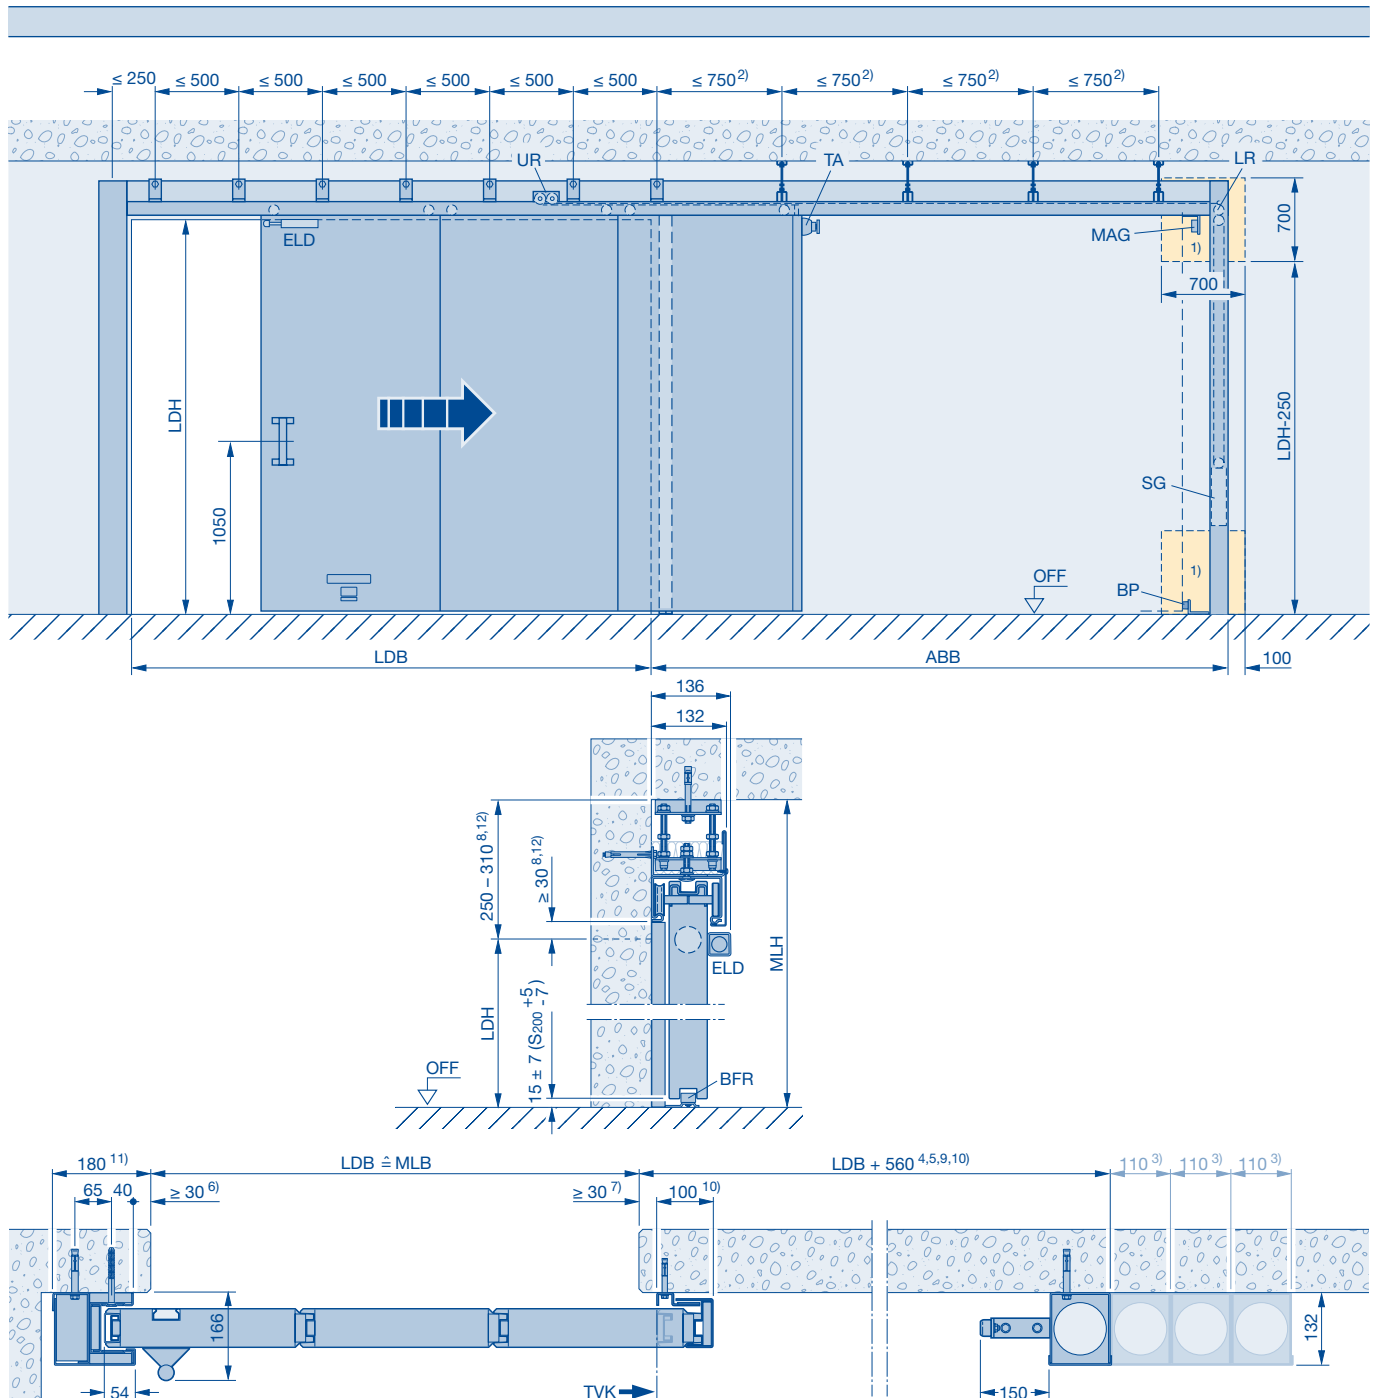 ≤ 250 ≤ 500 ≤ 500 ≤ 500 ≤ 500 ≤ 500 ≤ 500 ≤ 750 2) ≤ 750 2) ≤ 750 2) ≤ 750 2)
UR TA LR
ELD MAG 1) 700
700
LDH
LDH-250
1050
SG
OFF 1)
BP
LDB ABB 100
136
132
250 – 310 8,12)
≥ 30 8,12)
MLH
ELD
LDH
15 ± 7 (S200 +5 - 7 )
OFF
BFR
180 11) LDB ≙ MLB LDB + 560 4,5,9,10) 110 3) 110 3) 110 3)
65 40 ≥ 30 6) ≥ 30 7) 100 10)
166
132
54 TVK 150